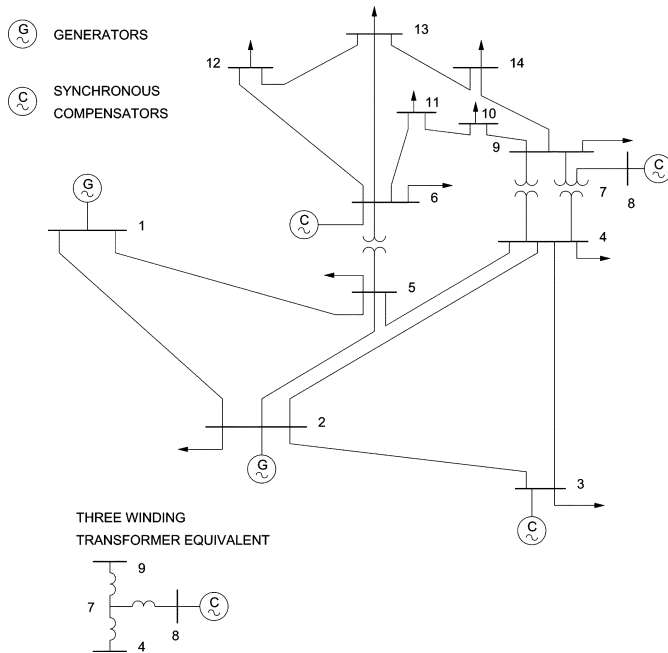 G
GENERATORS
C
SYNCHRONOUS
COMPENSATORS
13
12
14
11
10
9
G
C
7
8
6
C
1
4
5
2
G
3
C
THREE WINDING
TRANSFORMER EQUIVALENT
9
7
C
8
4